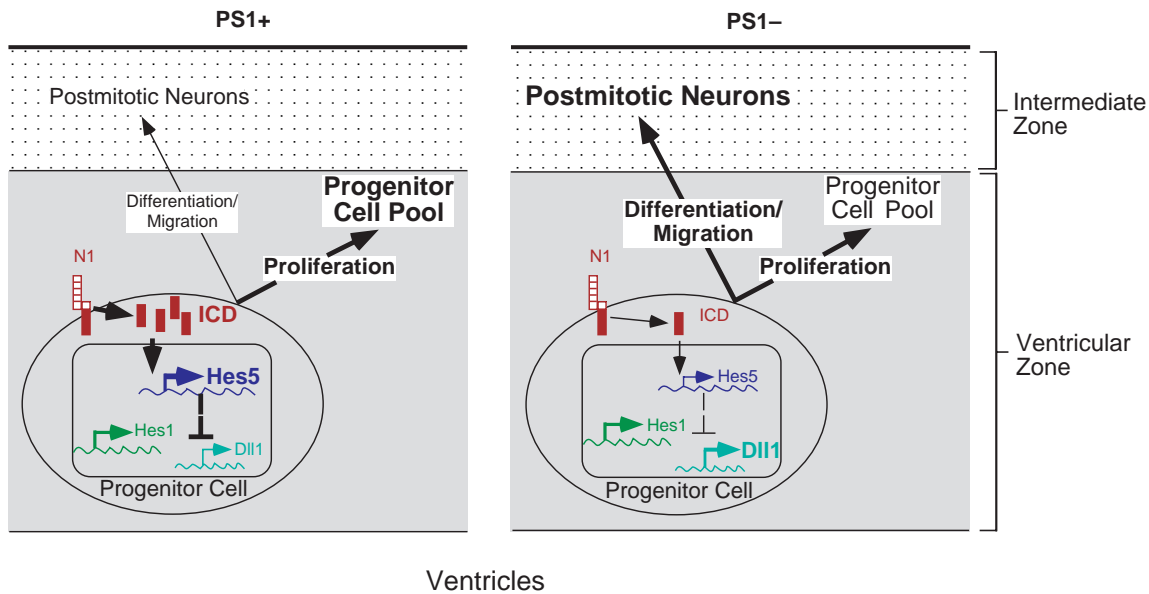 PS1+
Postmitotic Neurons
Differentiation/
Migration
Progenitor
Cell Pool
Proliferation
N1
ICD
Hes5
Hes1
Dll1
Progenitor Cell
PS1–
Postmitotic Neurons
Differentiation/
Migration
Progenitor
Cell Pool
Proliferation
N1
ICD
Hes5
Hes1
Dll1
Progenitor Cell
Intermediate
Zone
Ventricular
Zone
Ventricles